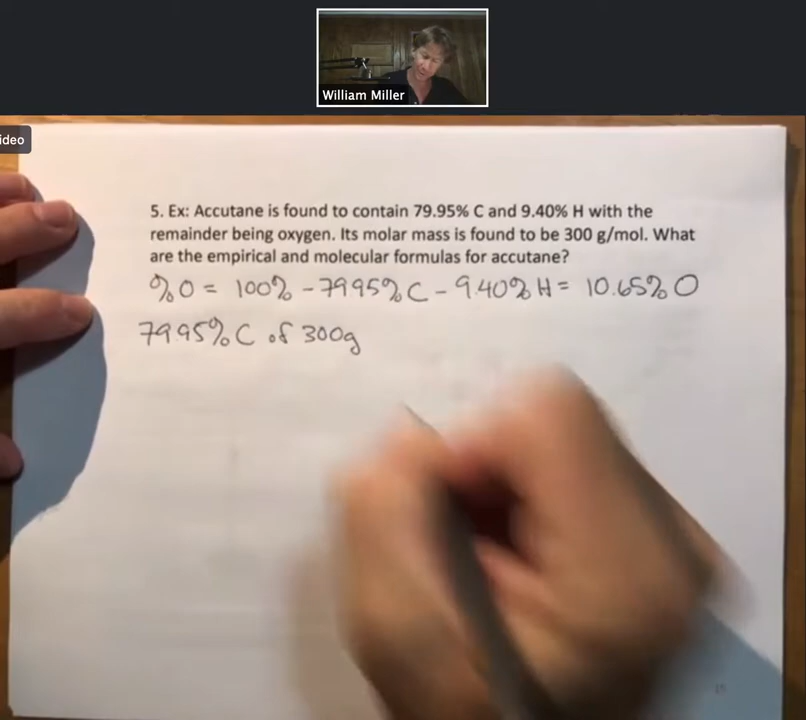 William Miller
ideo
5. Ex: Accutane is found to contain 79.95% C and 9.40% H with the
remainder being oxygen. Its molar mass is found to be 300 g/mol. What
are the empirical and molecular formulas for accutane?
%O = 100% - 79.95% C - 9.40% H = 10.65% O
79.95% C of 300g